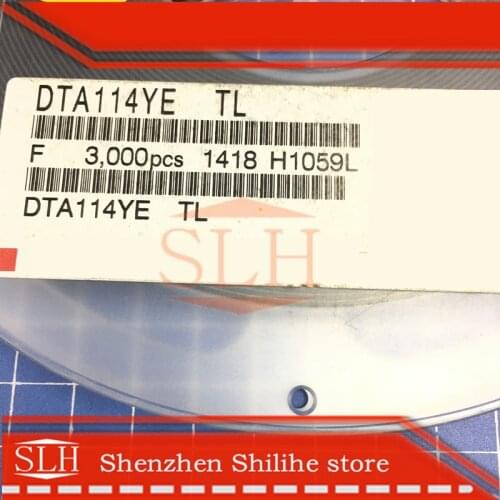 DTA114YE TL
F 3,000pcs 1418 H1059L
DTA114YE TL
SLH
SLH Shenzhen Shilihe store